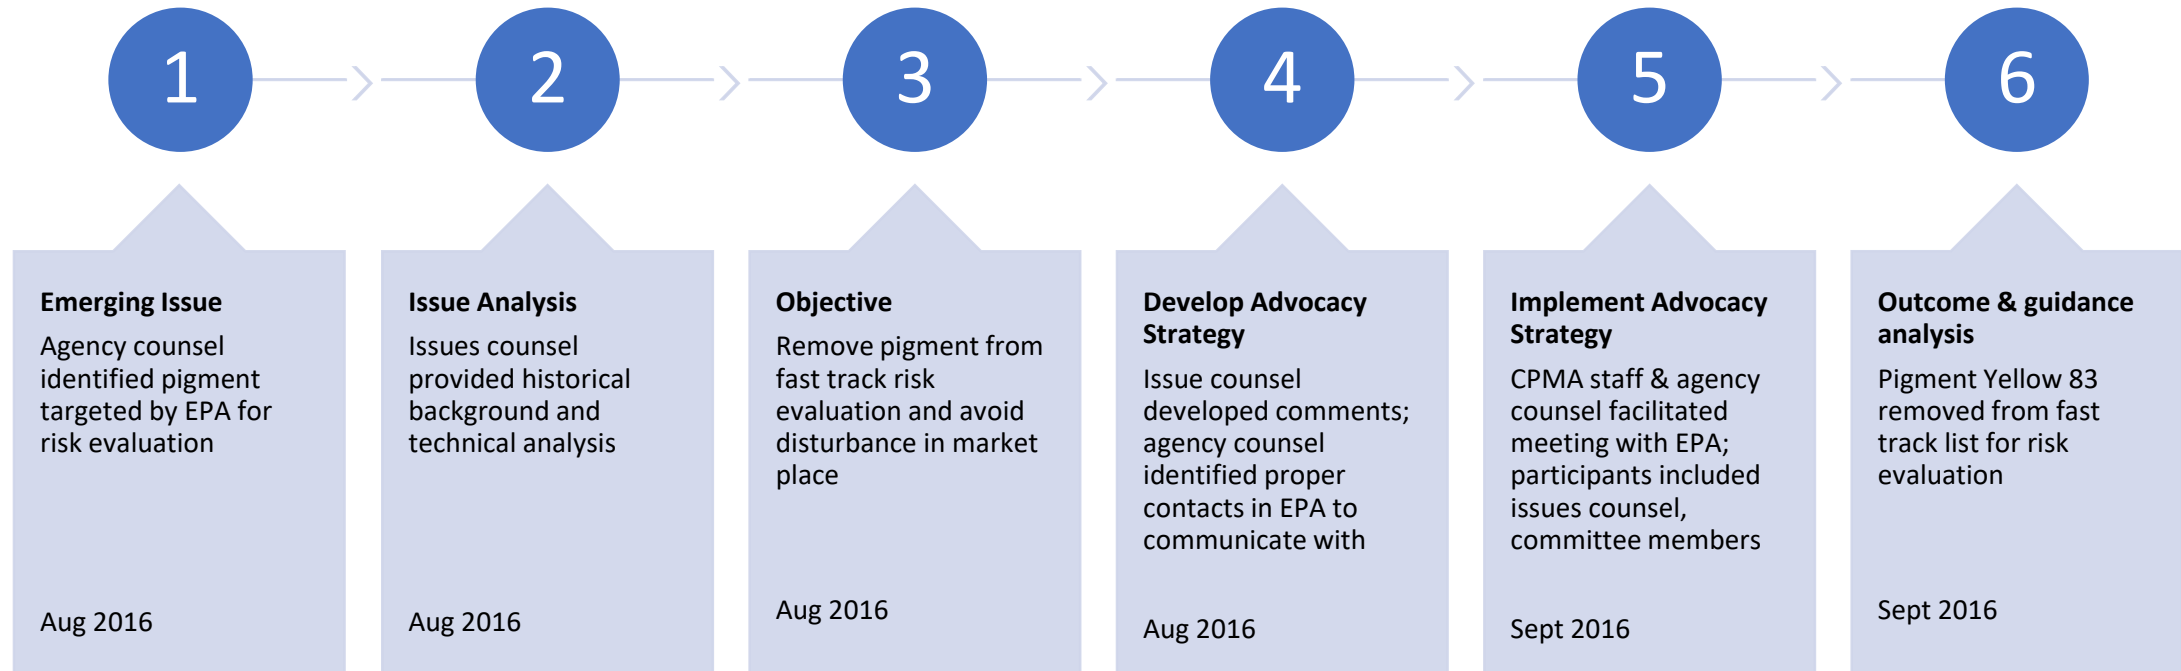 1
2
3
4
5
6
Emerging Issue
Agency counsel
identified pigment
targeted by EPA for
risk evaluation
Aug 2016
Issue Analysis
Issues counsel
provided historical
background and
technical analysis
Aug 2016
Objective
Remove pigment from
fast track risk
evaluation and avoid
disturbance in market
place
Aug 2016
Develop Advocacy
Strategy
Issue counsel
developed comments;
agency counsel
identified proper
contacts in EPA to
communicate with
Aug 2016
Implement Advocacy
Strategy
CPMA staff & agency
counsel facilitated
meeting with EPA;
participants included
issues counsel,
committee members
Sept 2016
Outcome & guidance
analysis
Pigment Yellow 83
removed from fast
track list for risk
evaluation
Sept 2016